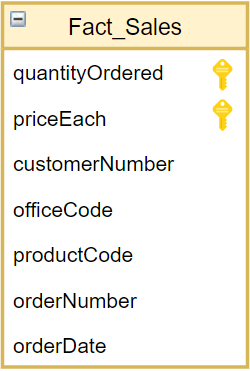 Fact_Sales
quantityOrdered
priceEach
customerNumber
officeCode
productCode
orderNumber
orderDate